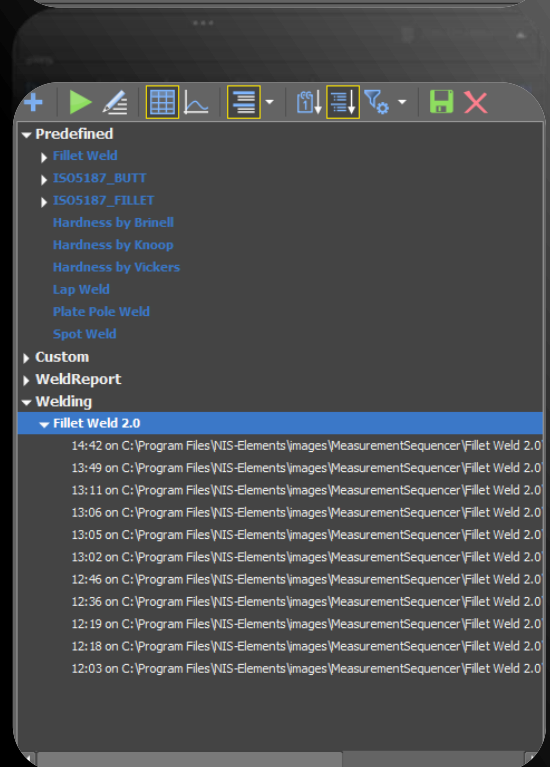 Predefined
Fillet Weld
ISO5187_BUTT
ISO5187_FILLET
Hardness by Brinell
Hardness by Knoop
Hardness by Vickers
Lap Weld
Plate Pole Weld
Spot Weld
Custom
WeldReport
Welding
Fillet Weld 2.0
14:42 on C:\Program Files\NIS-Elements\images\MeasurementSequencer\Fillet Weld 2.0
13:49 on C:\Program Files\NIS-Elements\images\MeasurementSequencer\Fillet Weld 2.0
13:11 on C:\Program Files\NIS-Elements\images\MeasurementSequencer\Fillet Weld 2.0
13:06 on C:\Program Files\NIS-Elements\images\MeasurementSequencer\Fillet Weld 2.0
13:05 on C:\Program Files\NIS-Elements\images\MeasurementSequencer\Fillet Weld 2.0
13:02 on C:\Program Files\NIS-Elements\images\MeasurementSequencer\Fillet Weld 2.0
12:46 on C:\Program Files\NIS-Elements\images\MeasurementSequencer\Fillet Weld 2.0
12:36 on C:\Program Files\NIS-Elements\images\MeasurementSequencer\Fillet Weld 2.0
12:19 on C:\Program Files\NIS-Elements\images\MeasurementSequencer\Fillet Weld 2.0
12:18 on C:\Program Files\NIS-Elements\images\MeasurementSequencer\Fillet Weld 2.0
12:03 on C:\Program Files\NIS-Elements\images\MeasurementSequencer\Fillet Weld 2.0